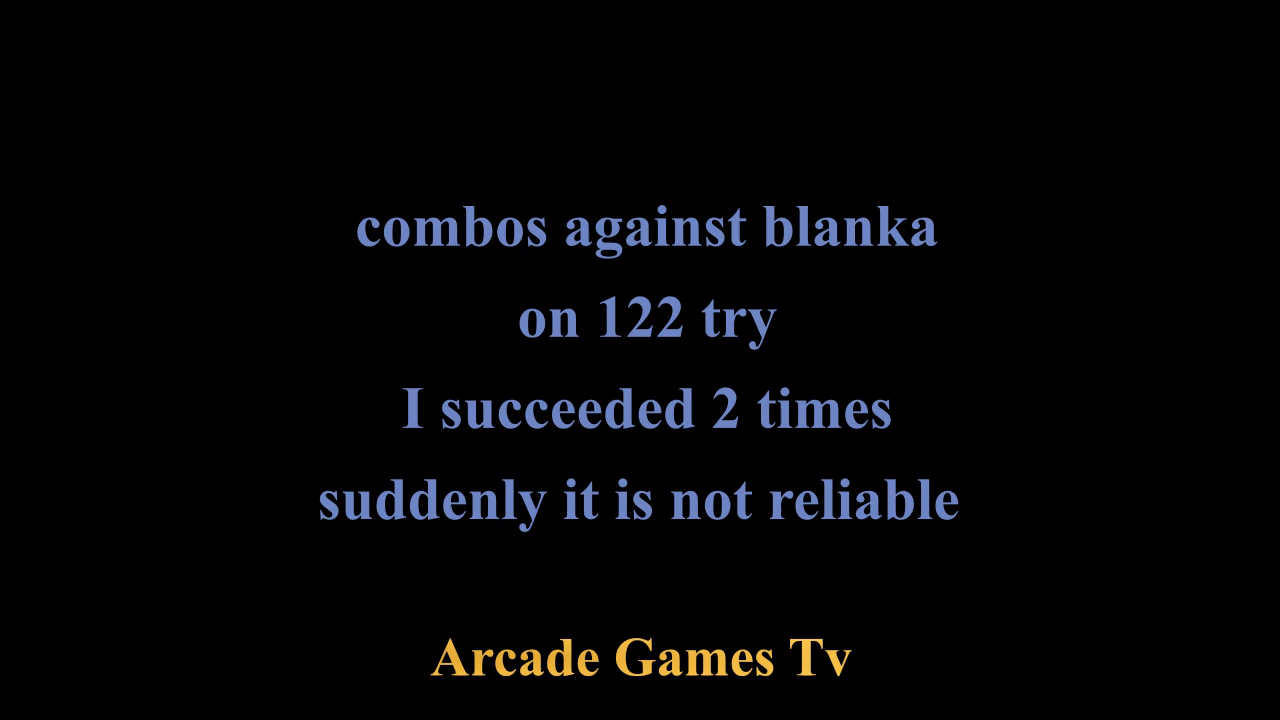 combos against blanka
on 122 try
I succeeded 2 times
suddenly it is not reliable
Arcade Games Tv